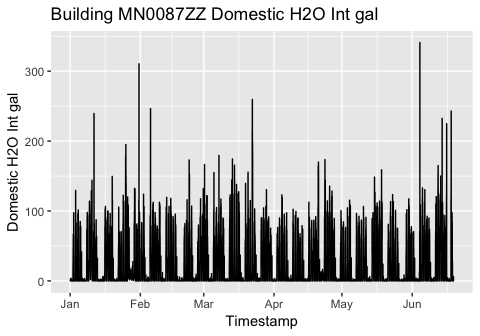 Building MN0087ZZ Domestic H2O Int gal
Domestic H2O Int gal
300
200
100
0
Jan Feb Mar Apr May Jun
Timestamp